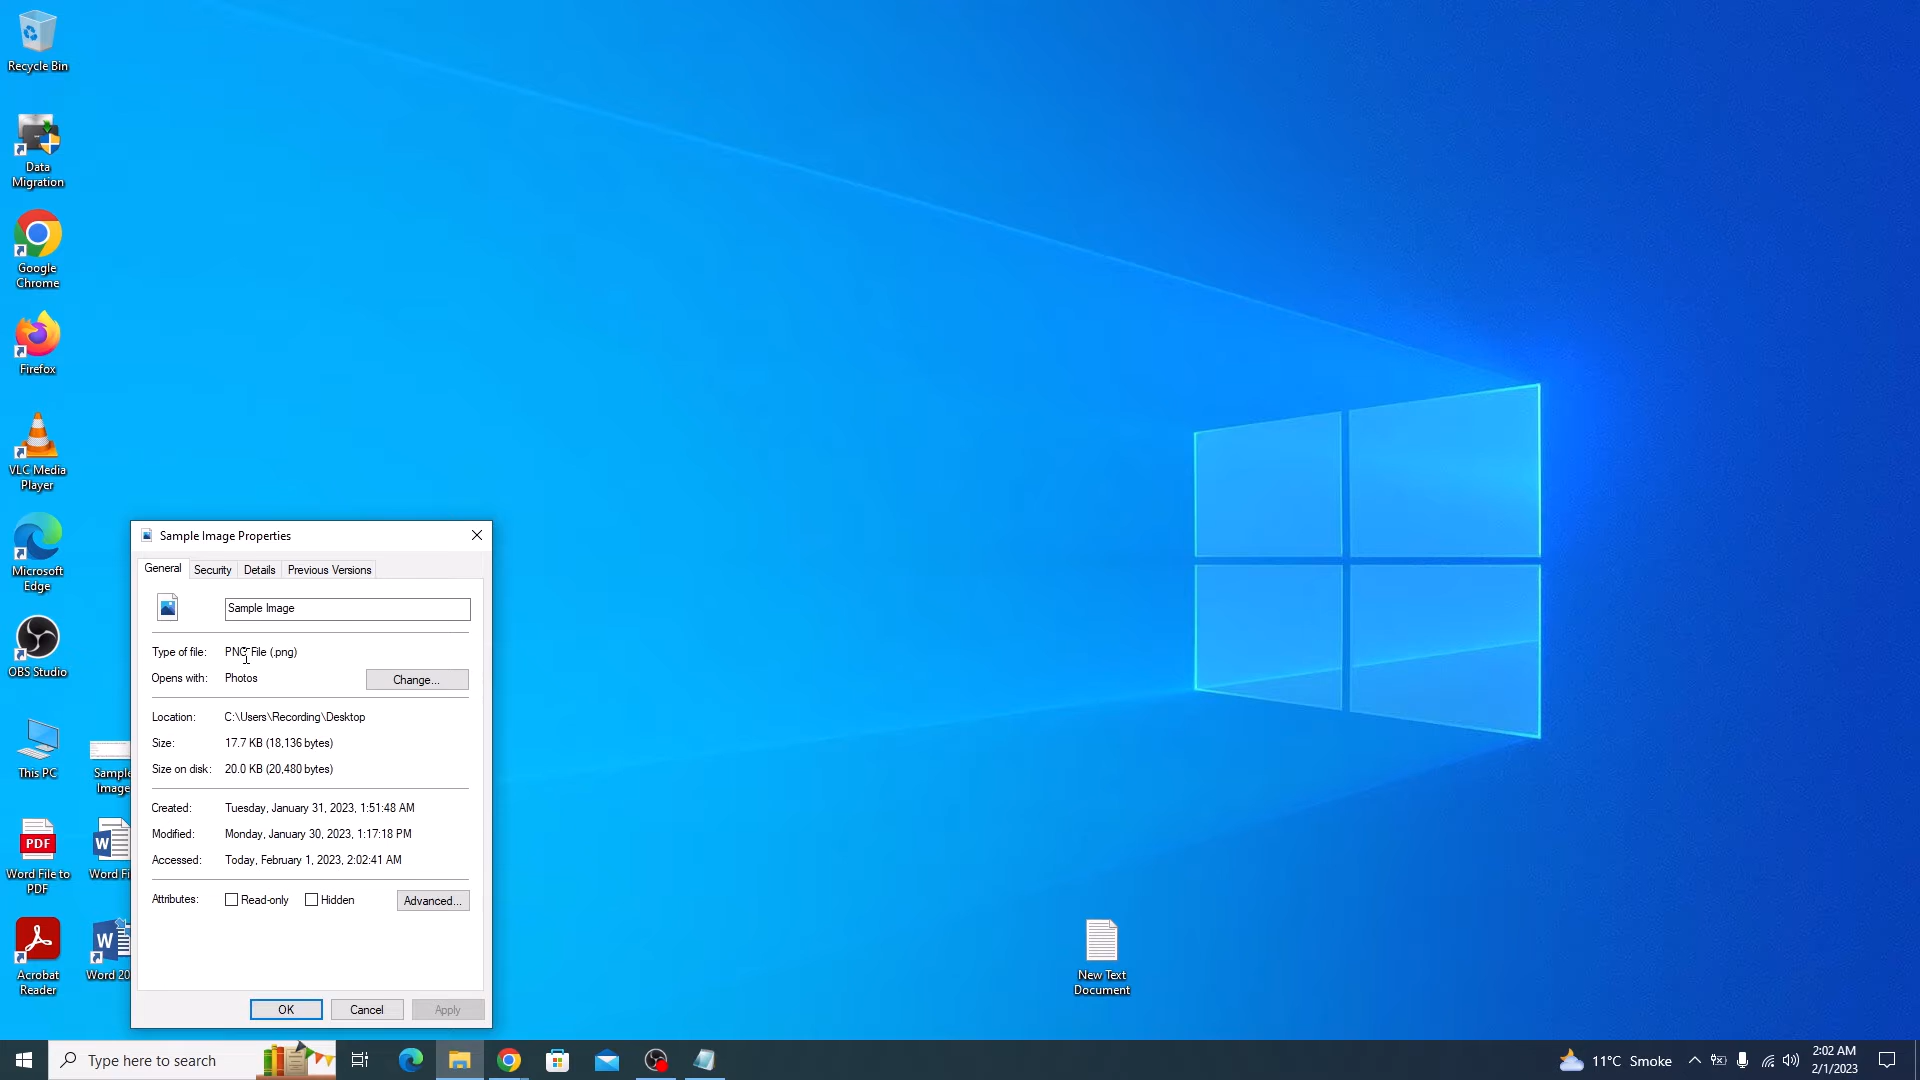 Recycle Bin
Data
Migration
Google
Chrome
Firefox
VLC Media
Player
Microsoft
Edge
OBS Studio
This PC
Sample
Image
Word File to
PDF
PDF
Word Fi
W
Acrobat
Reader
Word 20
W
Sample Image Properties
General
Security
Details
Previous Versions
Sample Image
Type of file: PNG File (.png)
Opens with: Photos
Change...
Location: C:\Users\Recording\Desktop
Size: 17.7 KB (18,136 bytes)
Size on disk: 20.0 KB (20,480 bytes)
Created: Tuesday, January 31, 2023, 1:51:48 AM
Modified: Monday, January 30, 2023, 1:17:18 PM
Accessed: Today, February 1, 2023, 2:02:41 AM
Attributes: Read-only Hidden Advanced...
OK Cancel Apply
New Text
Document
Type here to search
11°C Smoke
2:02 AM
2/1/2023